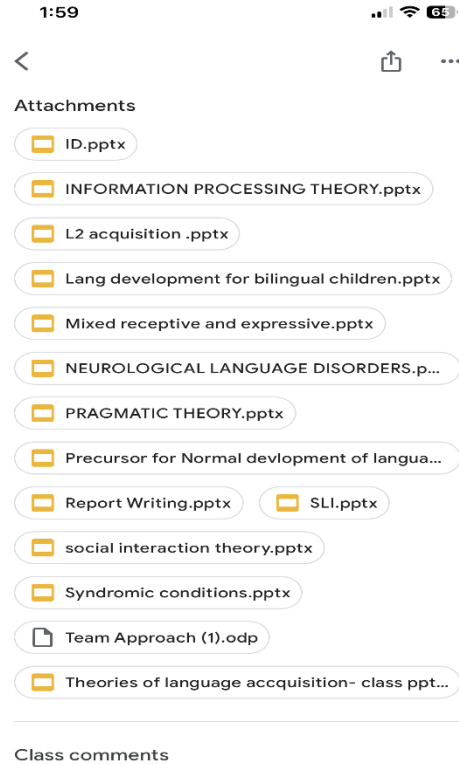 1:59
65
Attachments
ID.pptx
INFORMATION PROCESSING THEORY.pptx
L2 acquisition .pptx
Lang development for bilingual children.pptx
Mixed receptive and expressive.pptx
NEUROLOGICAL LANGUAGE DISORDERS.p...
PRAGMATIC THEORY.pptx
Precursor for Normal devlopment of langua...
Report Writing.pptx SLI.pptx
social interaction theory.pptx
Syndromic conditions.pptx
Team Approach (1).odp
Theories of language accquisition- class ppt...
Class comments